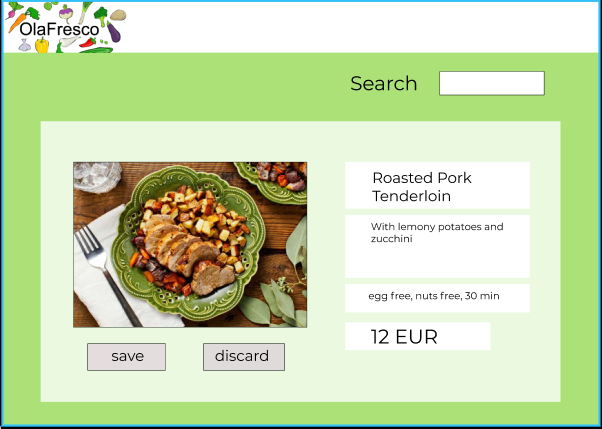 OlaFresco
Search
Roasted Pork
Tenderloin
With lemony potatoes and
zucchini
egg free, nuts free, 30 min
12 EUR
save
discard